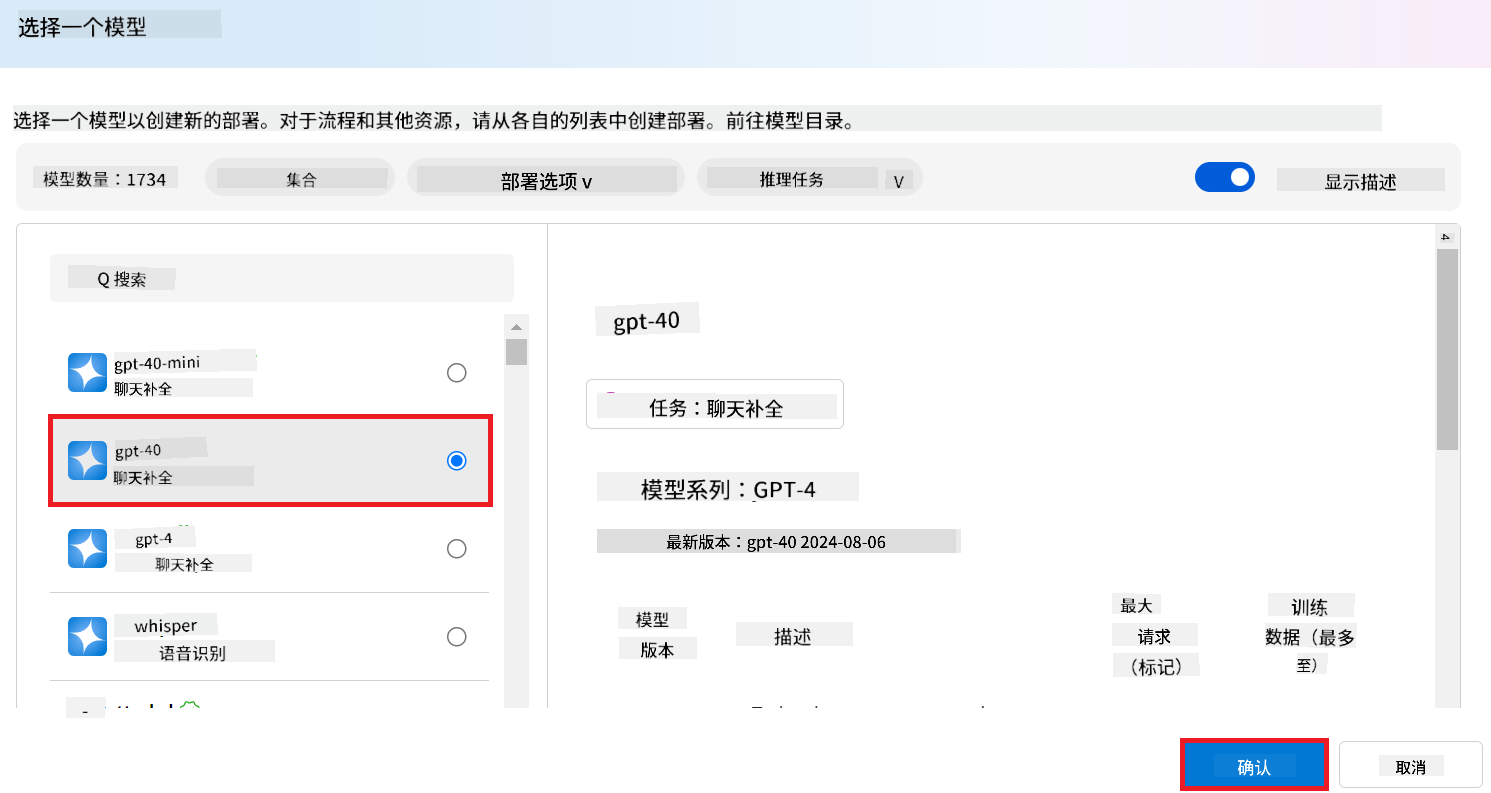 选择一个模型
选择一个模型以创建新的部署。对于流程和其他资源，请从各自的列表中创建部署。前往模型目录。
模型数量：1734
集合
部署选项 v
推理任务 V
显示描述
Q 搜索
gpt-40-mini
聊天补全
gpt-40
聊天补全
gpt-4
聊天补全
whisper
语音识别
gpt-40
任务：聊天补全
模型系列：GPT-4
最新版本：gpt-40 2024-08-06
模型
版本
描述
最大
请求
（标记）
训练
数据（最多
至）
确认
取消